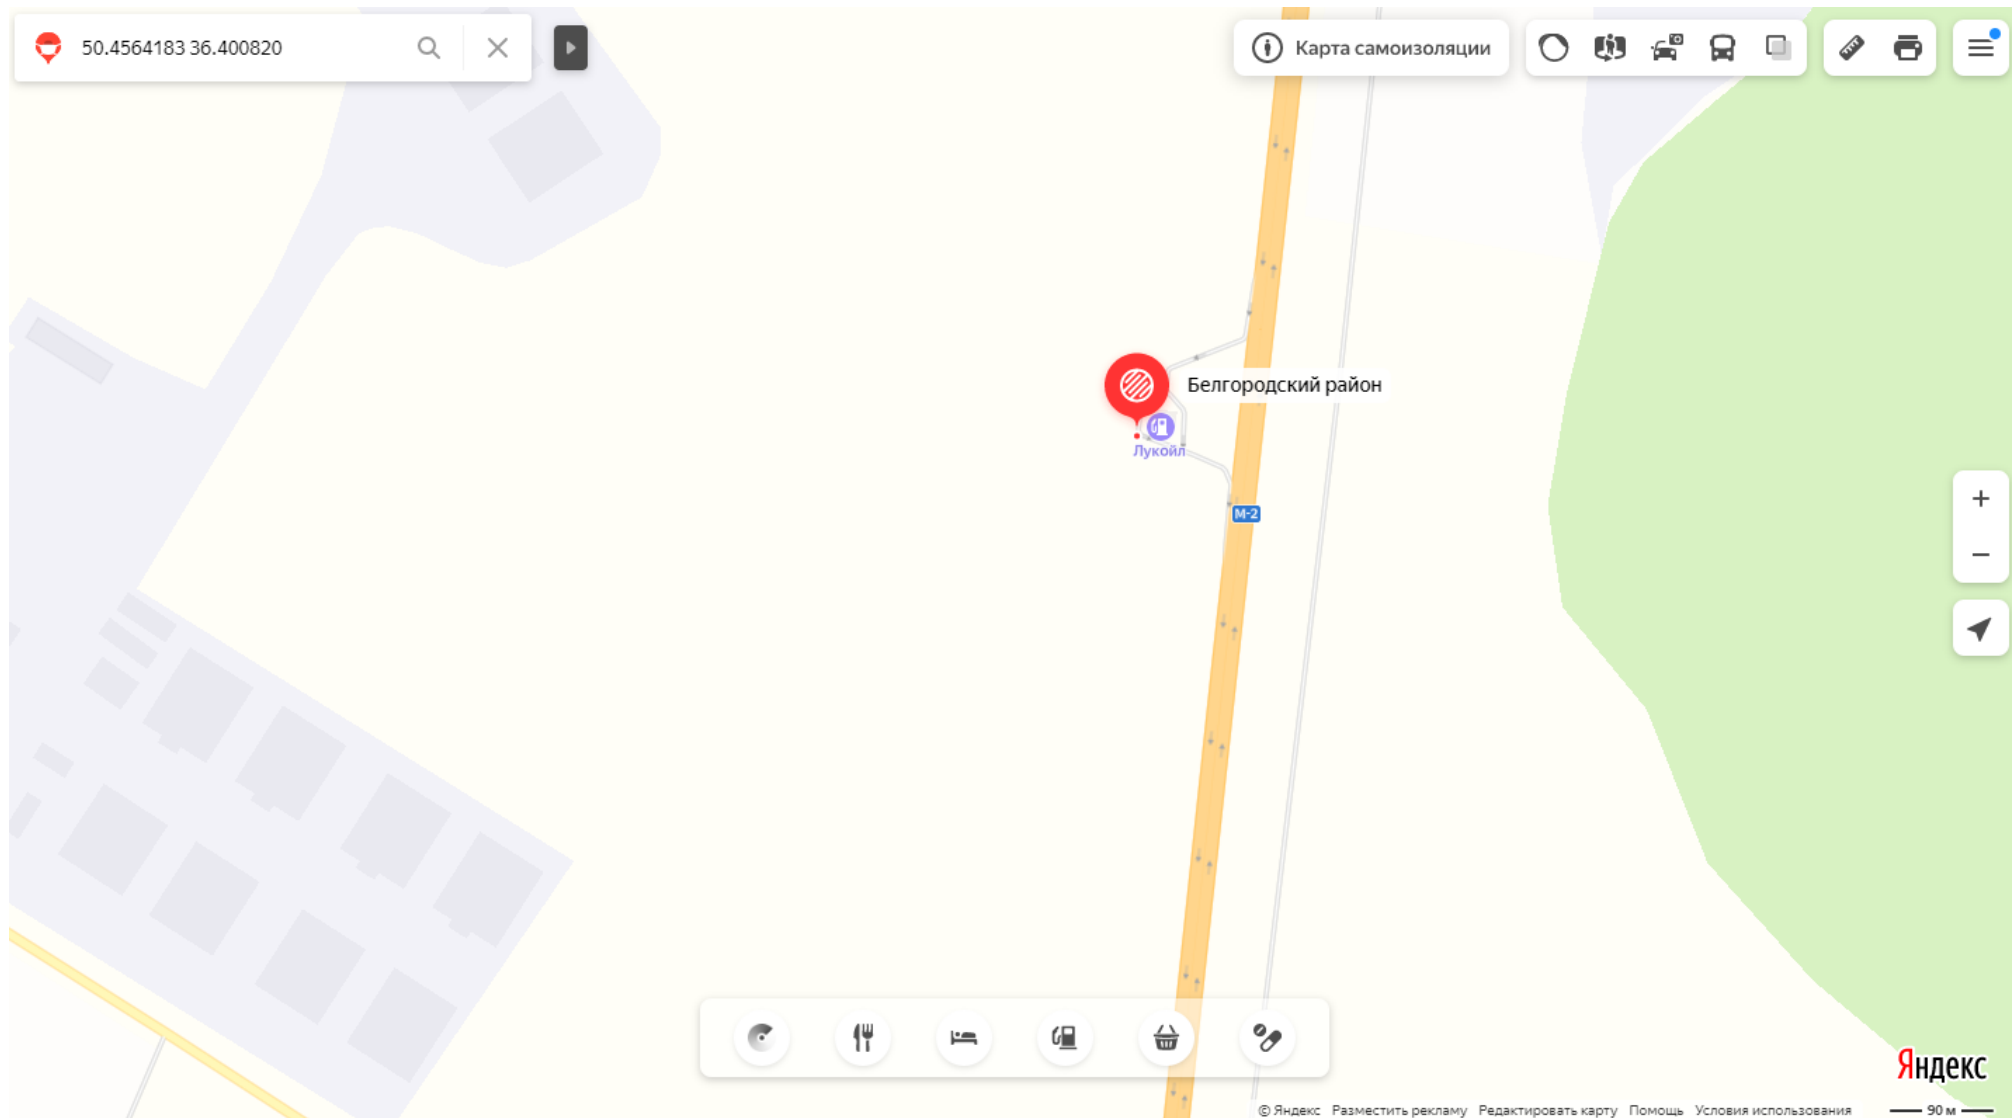 50.4564183 36.400820
Карта самоизоляции
Белгородский район
Лукойл
М-2
Яндекс
© Яндекс Разместить рекламу Редактировать карту Помощь Условия использования 90 м